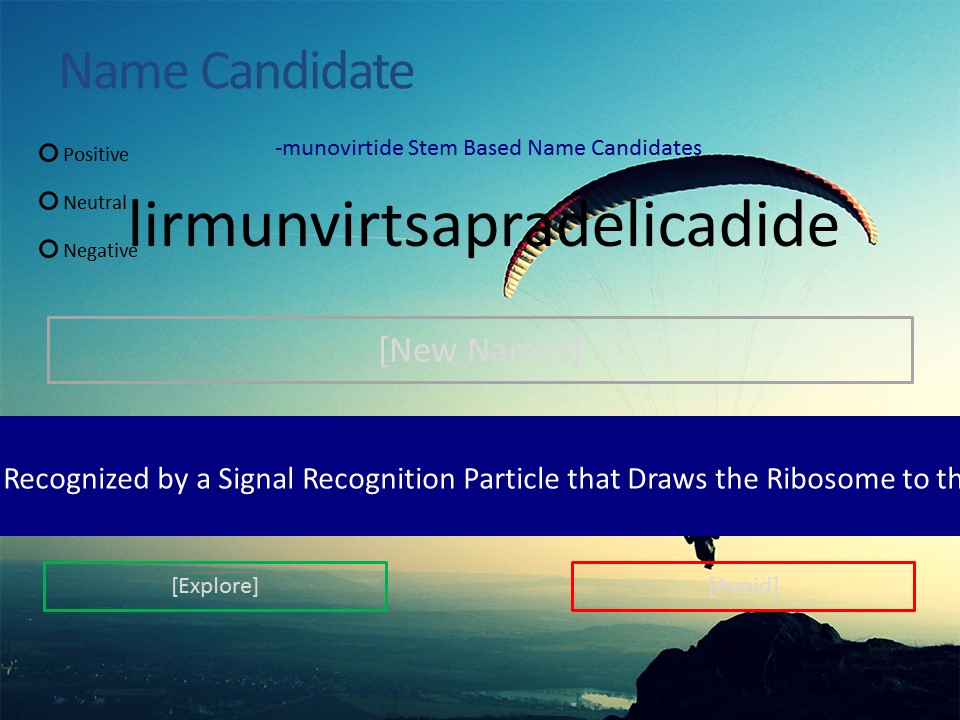 Name Candidate
-munovirtide Stem Based Name Candidates
Positive
Neutral
lirmunvirtsapradelicadide
Negative
[New Names]
Recognized by a Signal Recognition Particle that Draws the Ribosome to th
[Explore]
[Avoid]